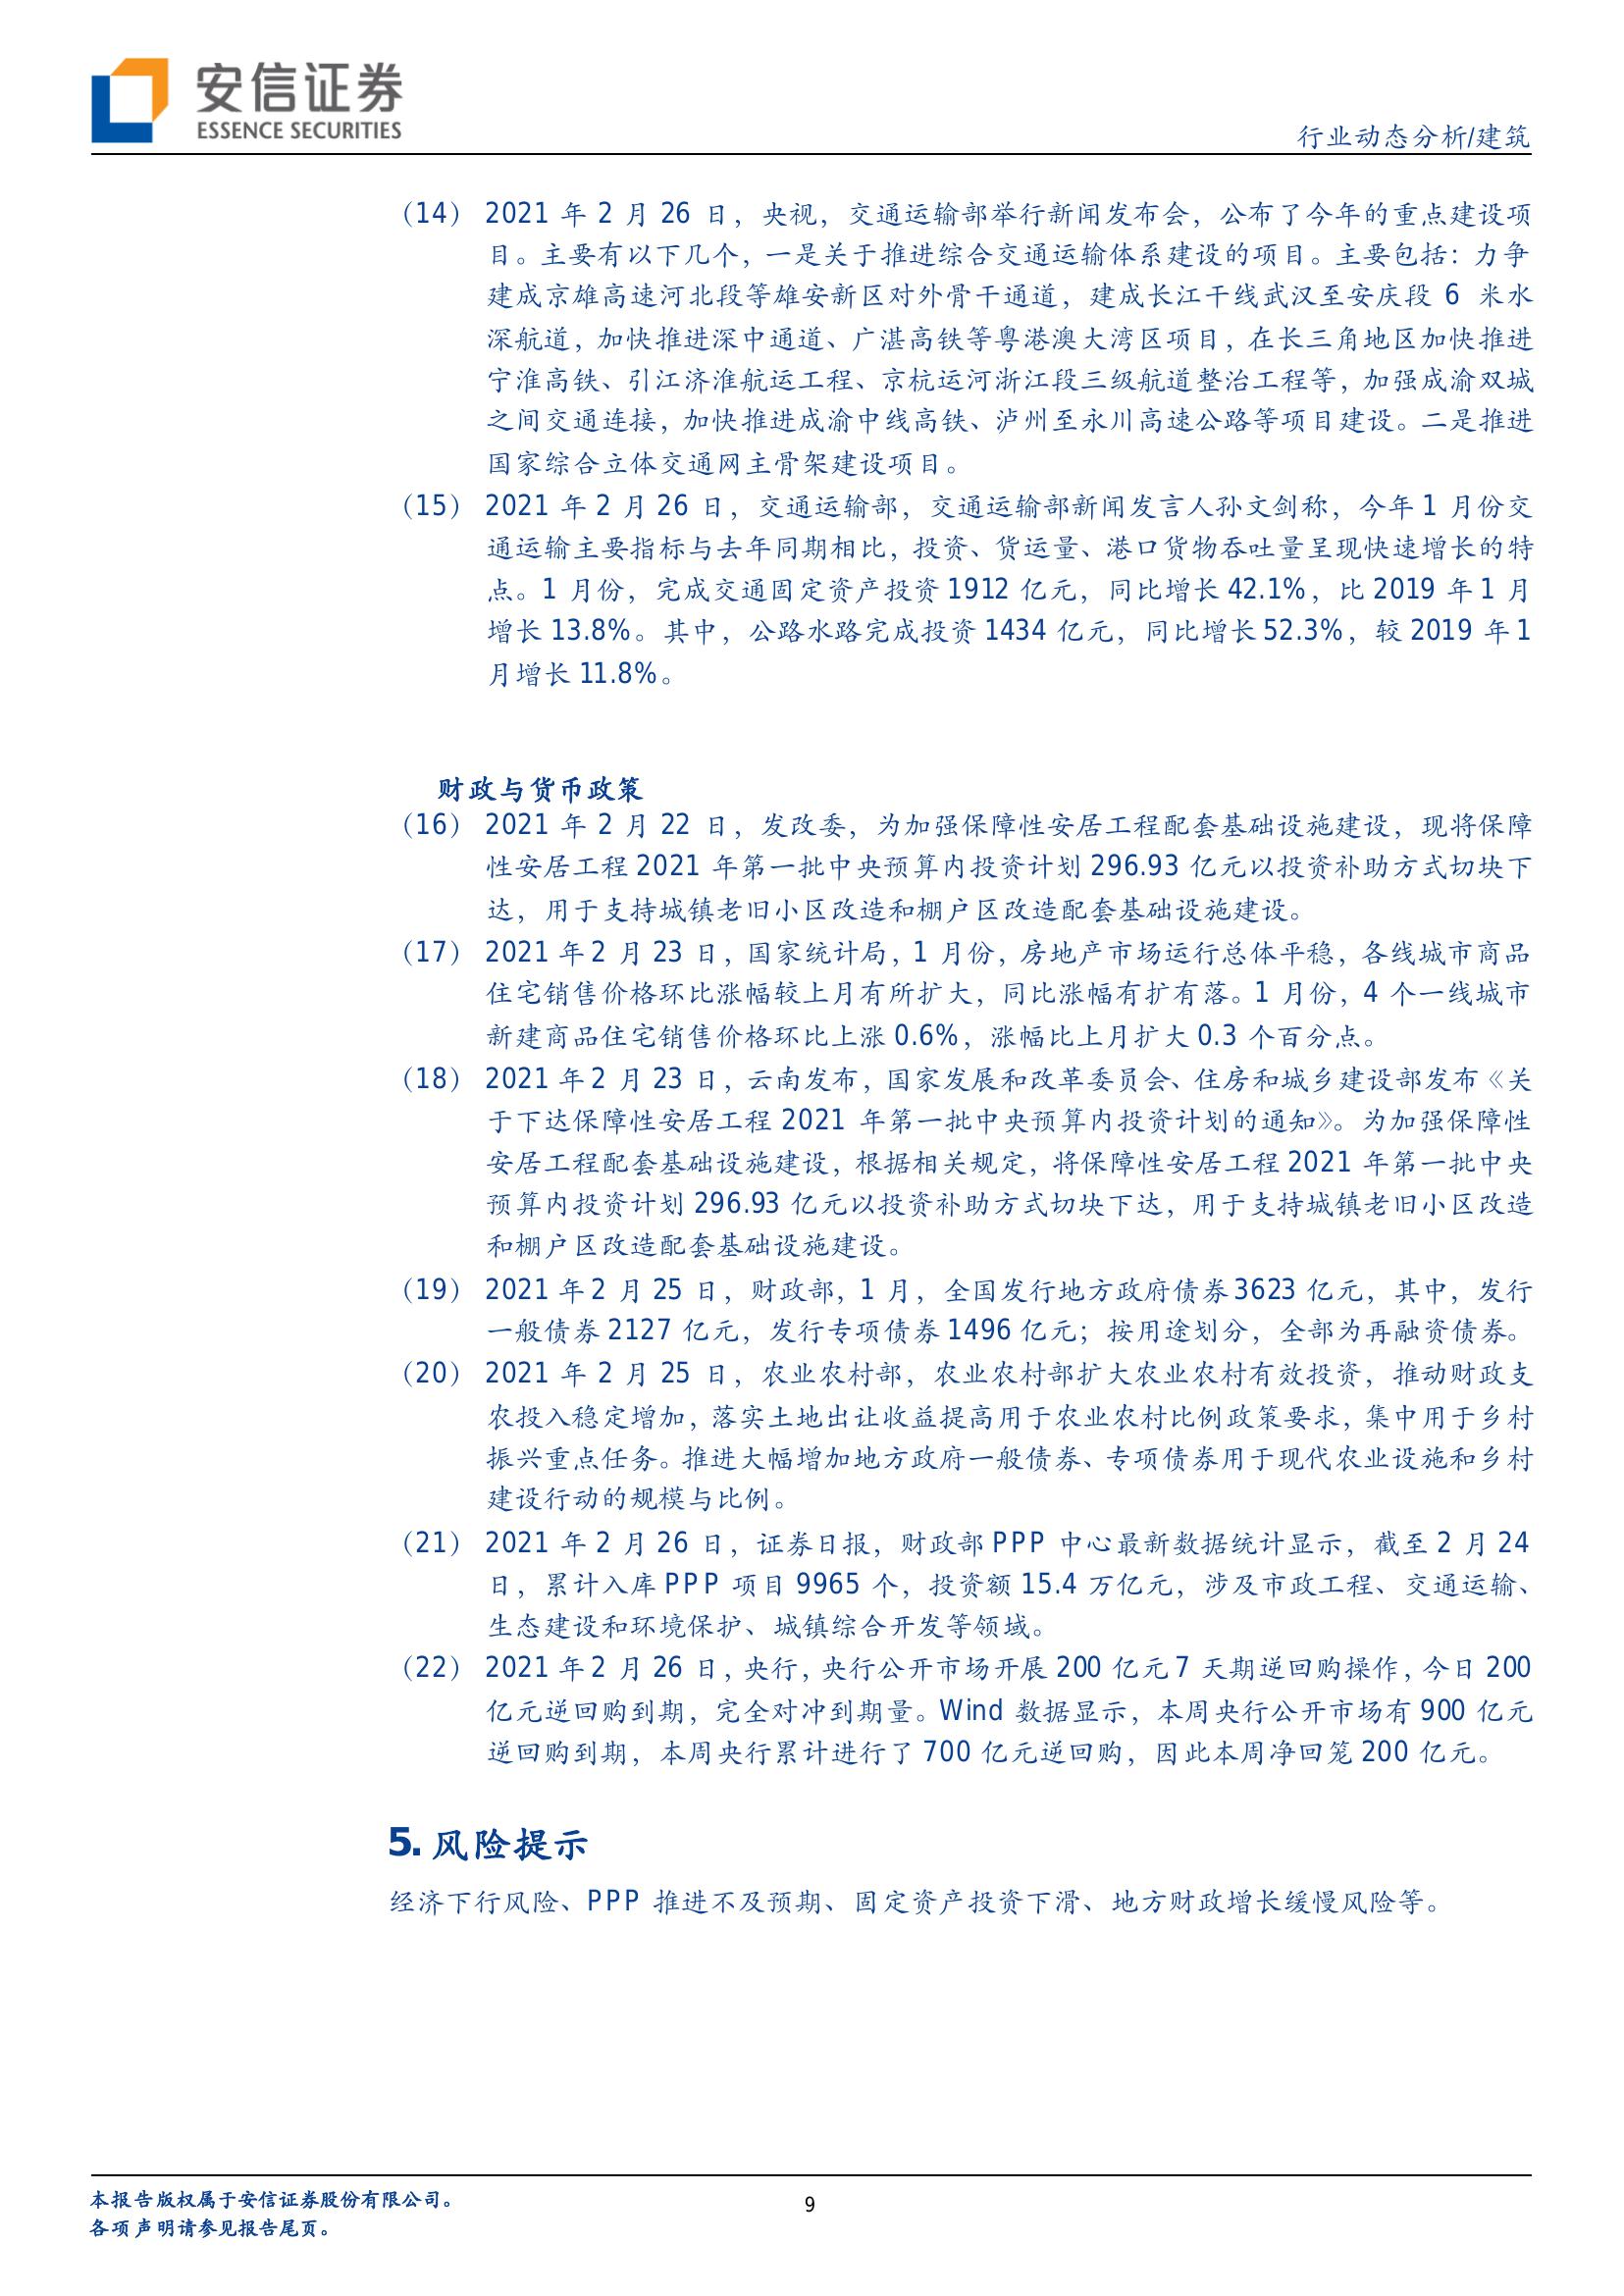 安信证券
ESSENCE SECURITIES
行业动态分析/建筑
（14） 2021 年 2 月 26 日，央视，交通运输部举行新闻发布会，公布了今年的重点建设项
目。主要有以下几个，一是关于推进综合交通运输体系建设的项目。主要包括：力争
建成京雄高速河北段等雄安新区对外骨干通道，建成长江干线武汉至安庆段 6 米水
深航道，加快推进深中通道、广湛高铁等粤港澳大湾区项目，在长三角地区加快推进
宁淮高铁、引江济淮航运工程、京杭运河浙江段三级航道整治工程等，加强成渝双城
之间交通连接，加快推进成渝中线高铁、泸州至永川高速公路等项目建设。二是推进
国家综合立体交通网主骨架建设项目。
（15） 2021 年 2 月 26 日，交通运输部，交通运输部新闻发言人孙文剑称，今年 1 月份交
通运输主要指标与去年同期相比，投资、货运量、港口货物吞吐量呈现快速增长的特
点。1 月份，完成交通固定资产投资 1912 亿元，同比增长 42.1%，比 2019 年 1 月
增长 13.8%。其中，公路水路完成投资 1434 亿元，同比增长 52.3%，较 2019 年 1
月增长 11.8%。
财政与货币政策
（16） 2021 年 2 月 22 日，发改委，为加强保障性安居工程配套基础设施建设，现将保障
性安居工程 2021 年第一批中央预算内投资计划 296.93 亿元以投资补助方式切块下
达，用于支持城镇老旧小区改造和棚户区改造配套基础设施建设。
（17） 2021 年 2 月 23 日，国家统计局，1 月份，房地产市场运行总体平稳，各线城市商品
住宅销售价格环比涨幅较上月有所扩大，同比涨幅有扩有落。1 月份，4 个一线城市
新建商品住宅销售价格环比上涨 0.6%，涨幅比上月扩大 0.3 个百分点。
（18） 2021 年 2 月 23 日，云南发布，国家发展和改革委员会、住房和城乡建设部发布《关
于下达保障性安居工程 2021 年第一批中央预算内投资计划的通知》。为加强保障性
安居工程配套基础设施建设，根据相关规定，将保障性安居工程 2021 年第一批中央
预算内投资计划 296.93 亿元以投资补助方式切块下达，用于支持城镇老旧小区改造
和棚户区改造配套基础设施建设。
（19） 2021 年 2 月 25 日，财政部，1 月，全国发行地方政府债券 3623 亿元，其中，发行
一般债券 2127 亿元，发行专项债券 1496 亿元；按用途划分，全部为再融资债券。
（20） 2021 年 2 月 25 日，农业农村部，农业农村部扩大农业农村有效投资，推动财政支
农投入稳定增加，落实土地出让收益提高用于农业农村比例政策要求，集中用于乡村
振兴重点任务。推进大幅增加地方政府一般债券、专项债券用于现代农业设施和乡村
建设行动的规模与比例。
（21） 2021 年 2 月 26 日，证券日报，财政部 PPP 中心最新数据统计显示，截至 2 月 24
日，累计入库 PPP 项目 9965 个，投资额 15.4 万亿元，涉及市政工程、交通运输、
生态建设和环境保护、城镇综合开发等领域。
（22） 2021 年 2 月 26 日，央行，央行公开市场开展 200 亿元 7 天期逆回购操作，今日 200
亿元逆回购到期，完全对冲到期量。Wind 数据显示，本周央行公开市场有 900 亿元
逆回购到期，本周央行累计进行了 700 亿元逆回购，因此本周净回笼 200 亿元。
5. 风险提示
经济下行风险、PPP 推进不及预期、固定资产投资下滑、地方财政增长缓慢风险等。
本报告版权属于安信证券股份有限公司。
9
各项声明请参见报告尾页。